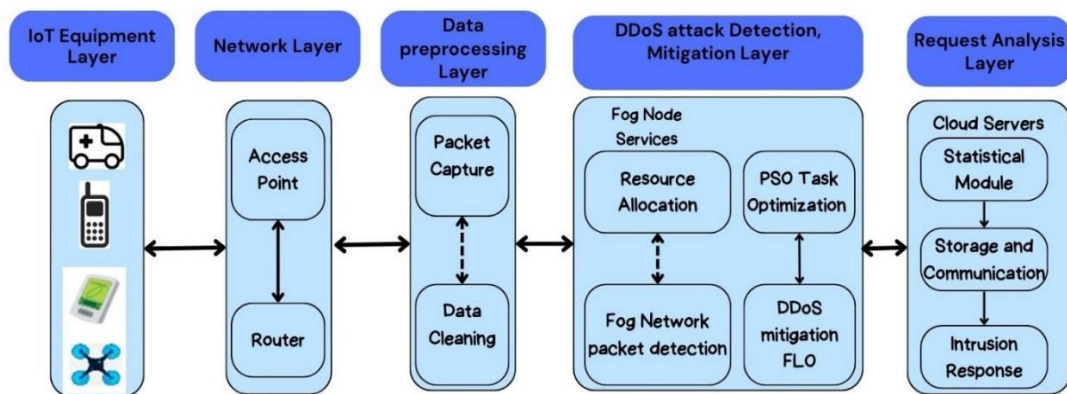 IoT Equipment
Layer
Network Layer
Data
preprocessing
Layer
DDoS attack Detection,
Mitigation Layer
Request Analysis
Layer
Access
Point
Router
Packet
Capture
Data
Cleaning
Fog Node
Services
Resource
Allocation
PSO Task
Optimization
Fog Network
packet detection
DDoS
mitigation
FLO
Cloud Servers
Statistical
Module
Storage and
Communication
Intrusion
Response